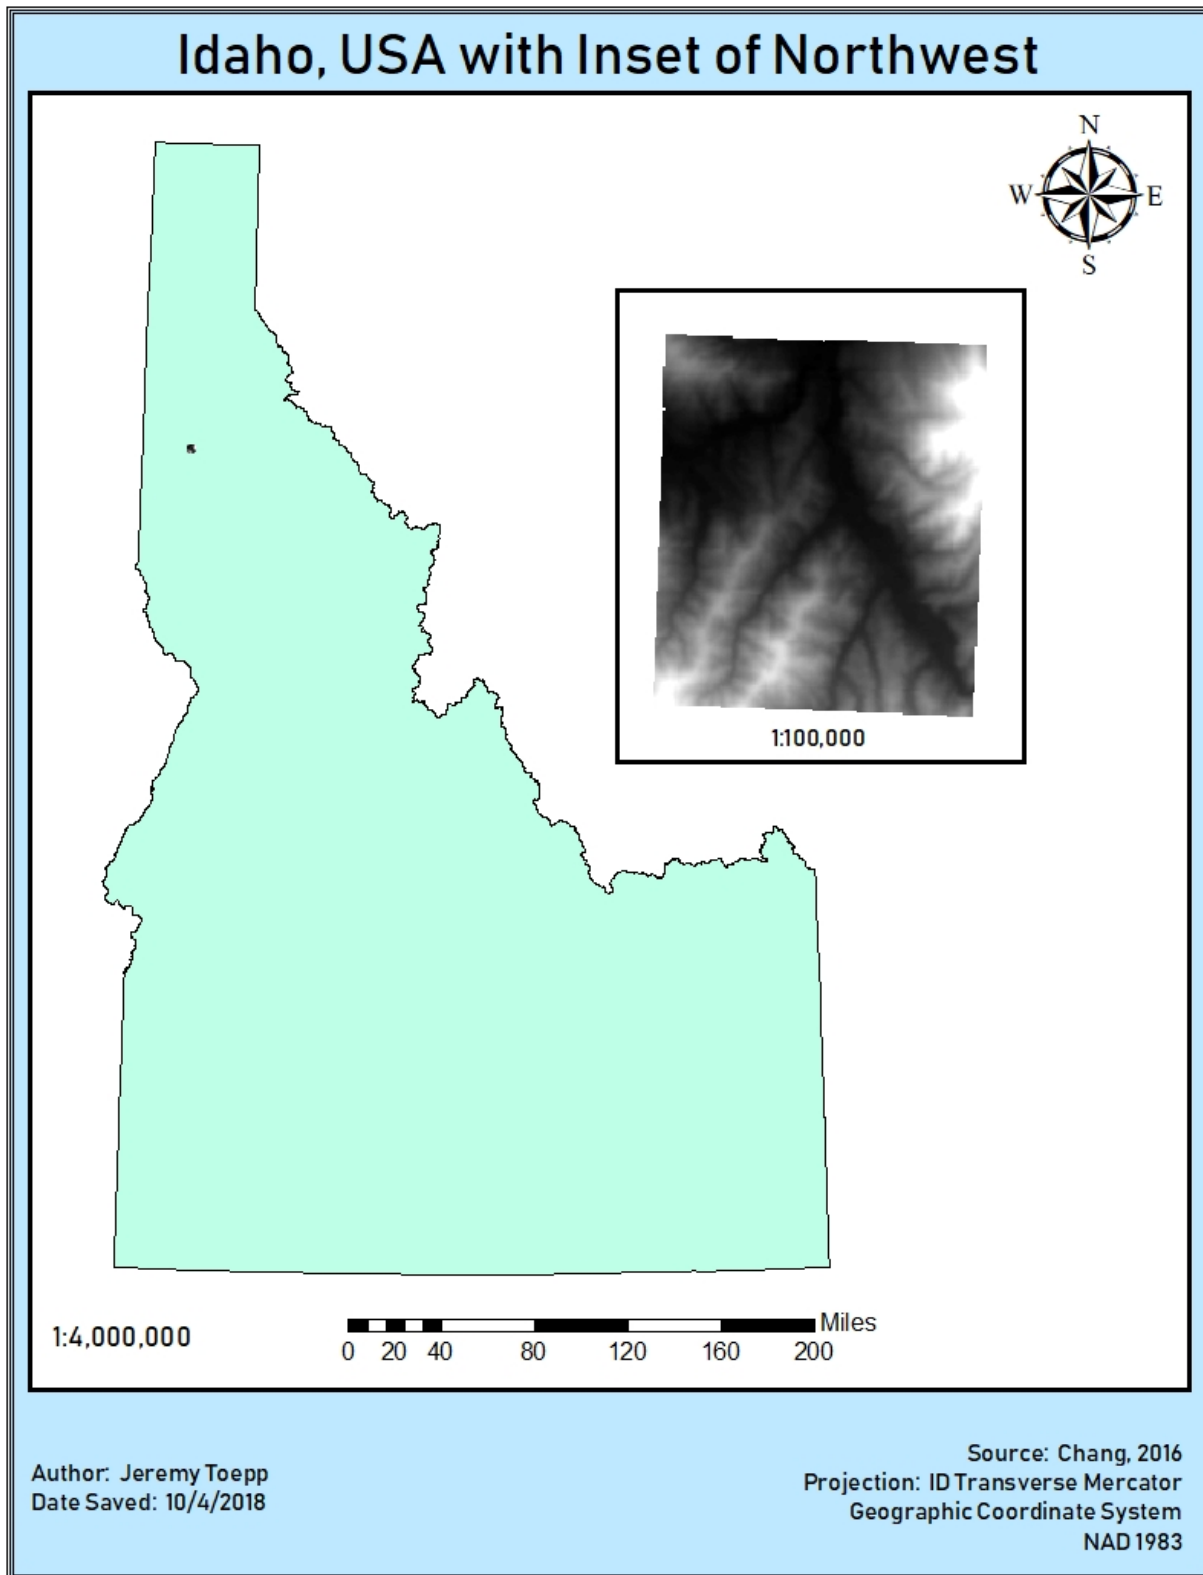 Idaho, USA with Inset of Northwest
N
W E
S
1:100,000
1:4,000,000
Miles
0 20 40 80 120 160 200
Author: Jeremy Toepp
Date Saved: 10/4/2018
Source: Chang, 2016
Projection: ID Transverse Mercator
Geographic Coordinate System
NAD 1983